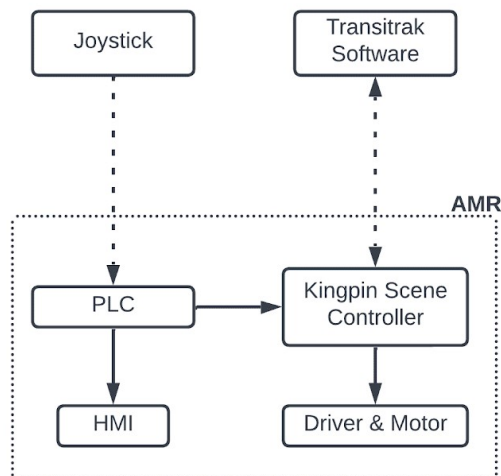 Joystick
Transitrak
Software
AMR
PLC
Kingpin Scene
Controller
HMI
Driver & Motor